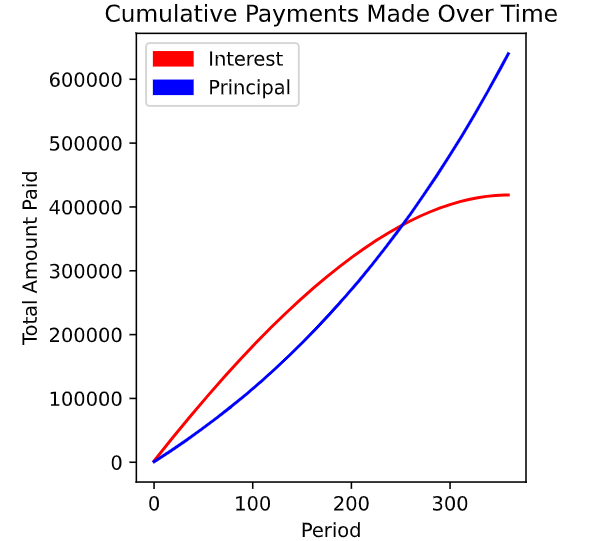 Cumulative Payments Made Over Time
Interest
Principal
600000
500000
400000
300000
200000
100000
0
Total Amount Paid
0 100 200 300
Period